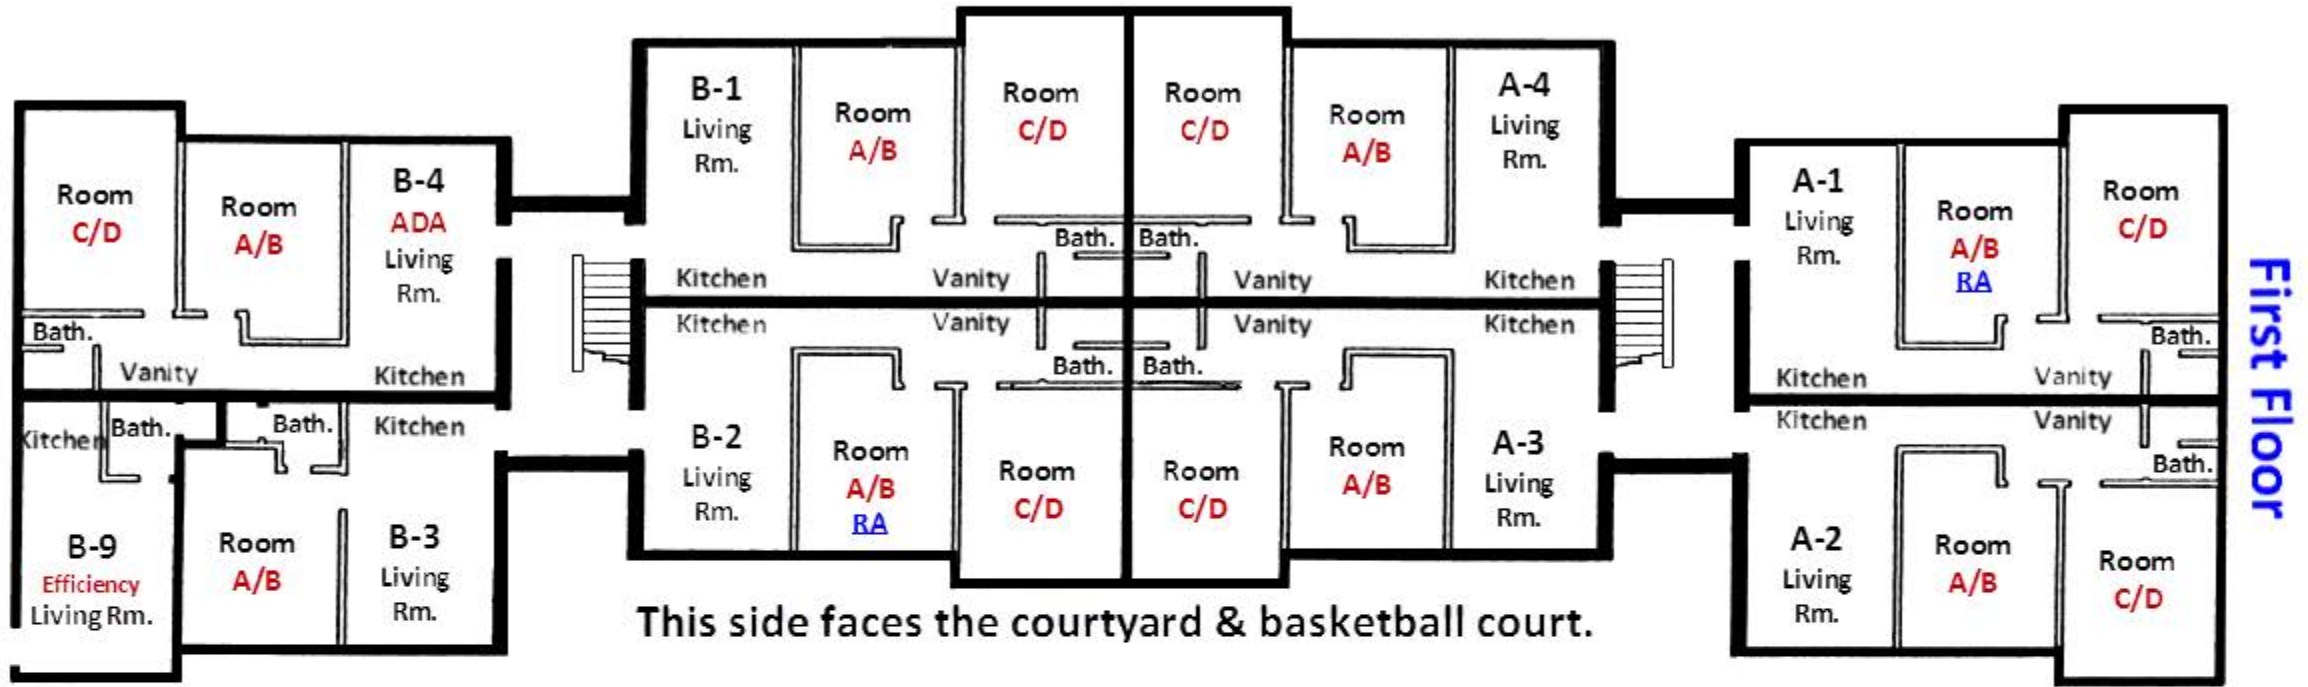 Room
C/D
Room
A/B
B-4
ADA
Living
Rm.
Bath.
Vanity
Kitchen
Kitchen
Bath.
B-9
Efficiency
Living Rm.
Bath.
Kitchen
Room
A/B
B-3
Living
Rm.
B-1
Living
Rm.
Room
A/B
Room
C/D
Bath.
Kitchen
Vanity
Kitchen
Vanity
Bath.
B-2
Living
Rm.
Room
A/B
RA
Room
C/D
Room
C/D
Room
A/B
A-4
Living
Rm.
Bath.
Vanity
Kitchen
Vanity
Kitchen
Bath.
Room
C/D
Room
A/B
A-3
Living
Rm.
A-1
Living
Rm.
Room
A/B
RA
Room
C/D
Bath.
Kitchen
Vanity
Kitchen
Vanity
Bath.
A-2
Living
Rm.
Room
A/B
Room
C/D
This side faces the courtyard & basketball court.
First Floor